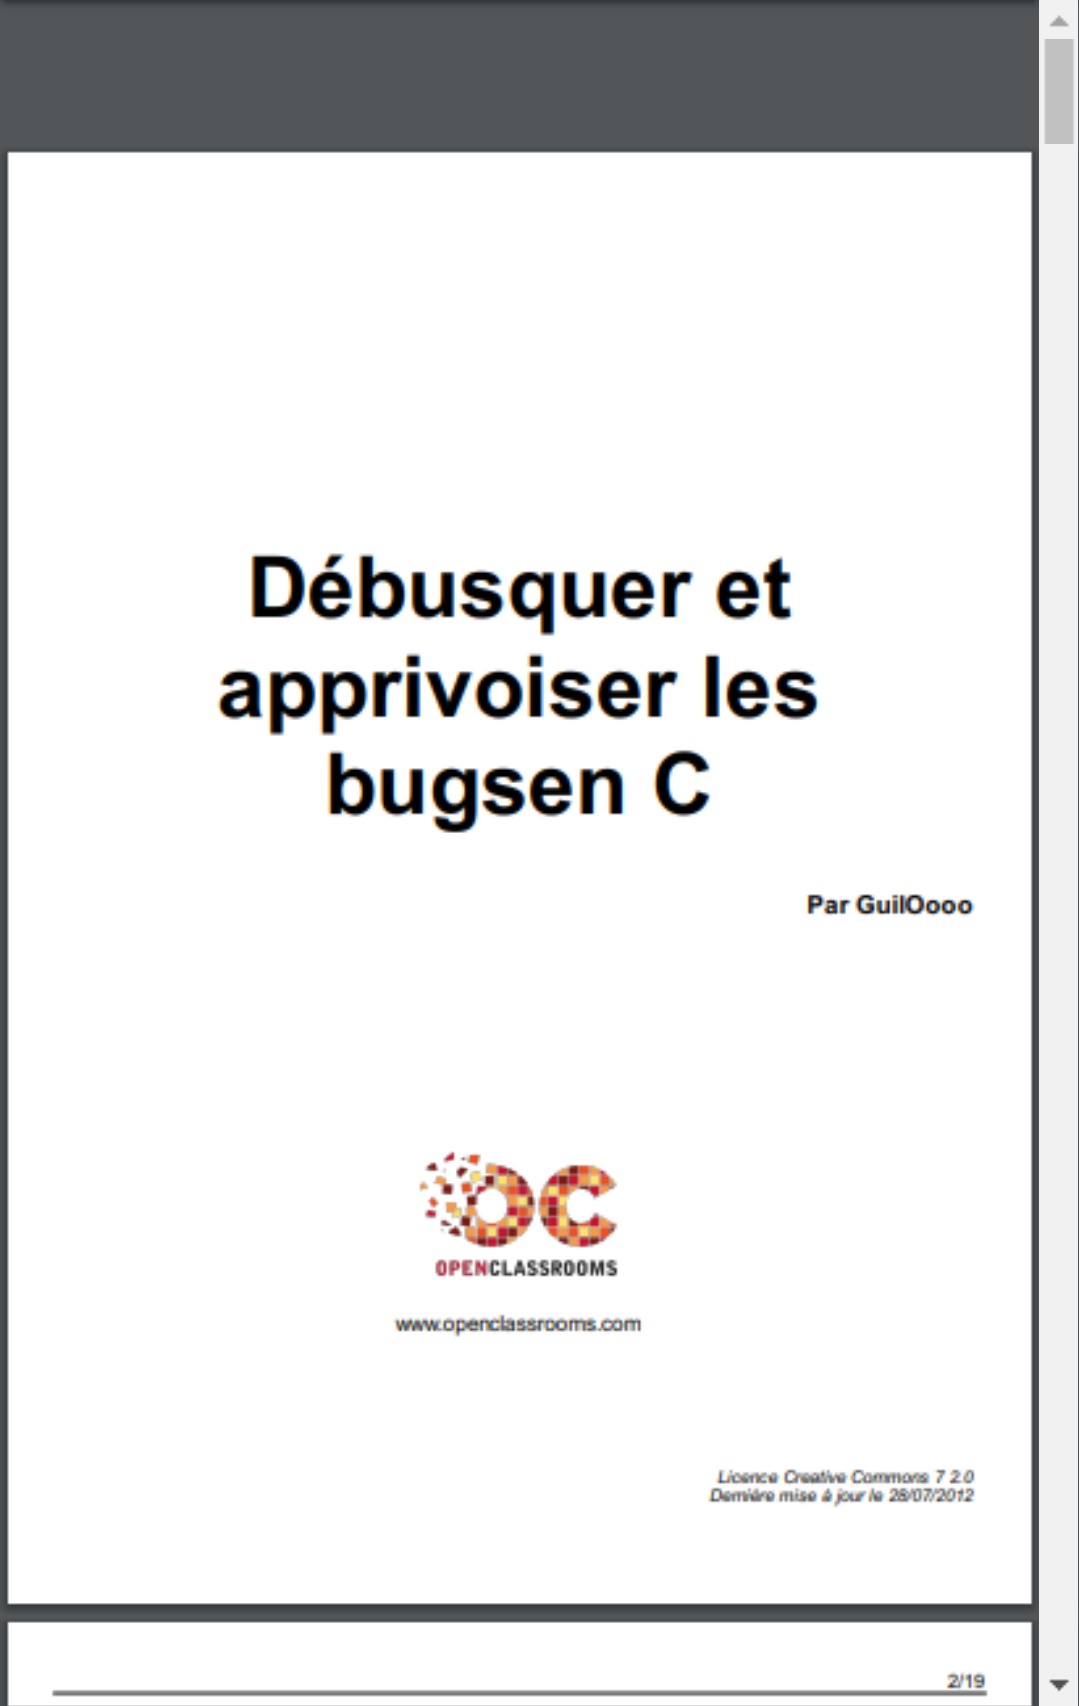 Débusquer et
apprivoiser les
bugsen C
Par GuilOooo
OPENCLASSROOMS
www.openclassrooms.com
Licence Creative Commons 7 2.0
Dernière mise à jour le 28/07/2012
2/19